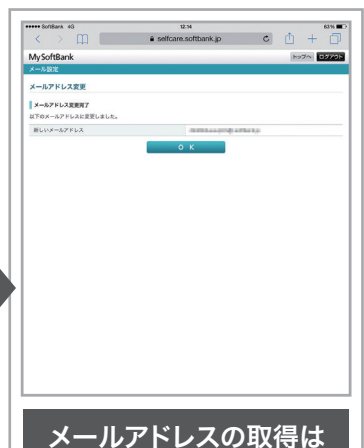 SoftBank 4G 12:14 63%
selfcare.softbank.jp
My SoftBank トップへ ログアウト
メール設定
メールアドレス変更
メールアドレス変更完了
以下のメールアドレスに変更しました。
新しいメールアドレス
OK
メールアドレスの取得は